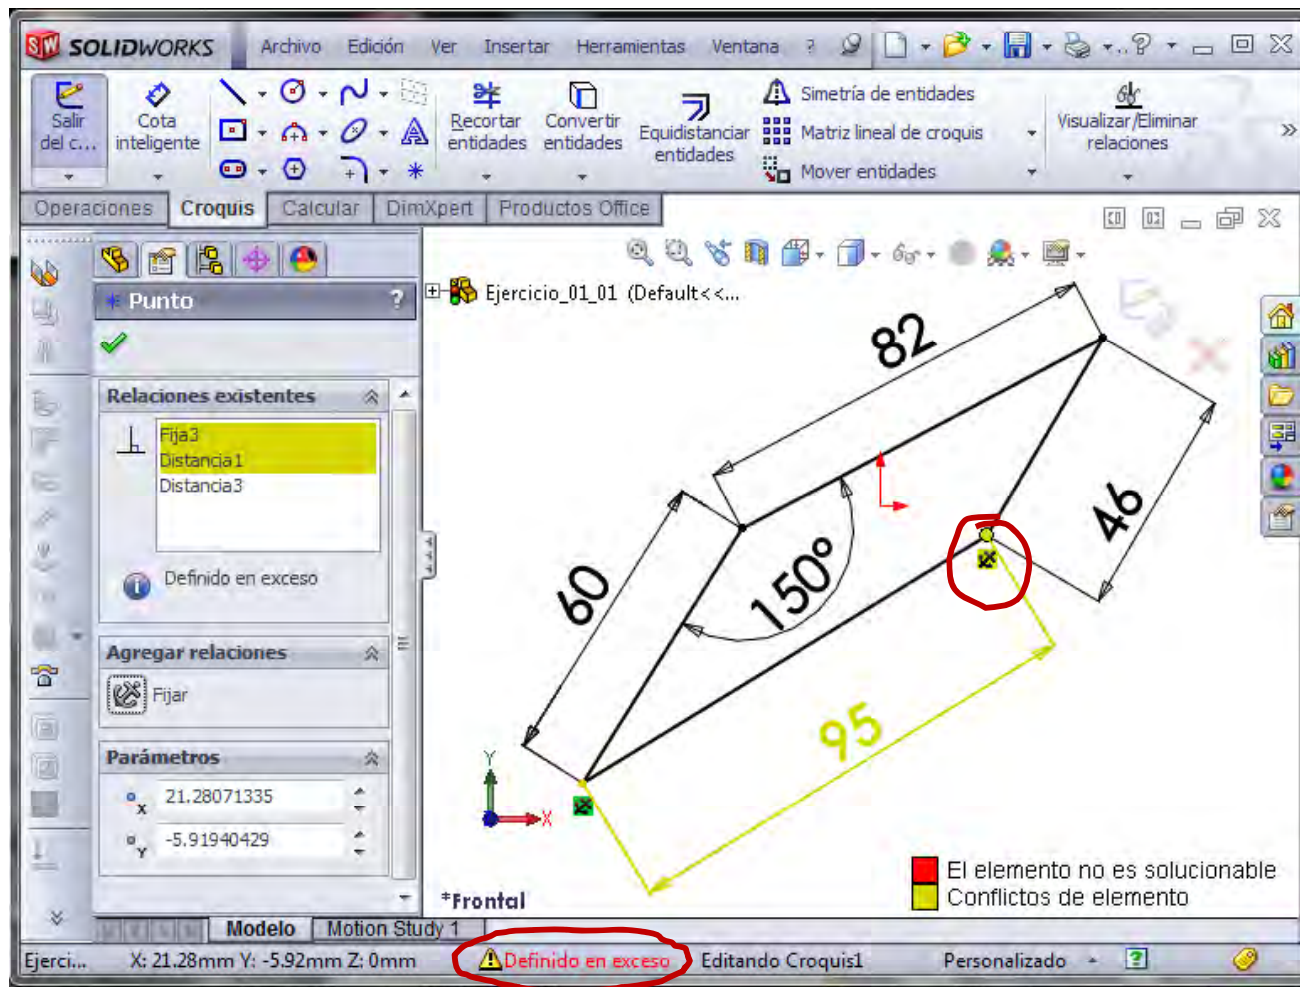 SOLIDWORKS Archivo Edición Ver Insertar Herramientas Ventana ?
Salir del c...
Cota inteligente
Recortar entidades
Convertir entidades
Equidistanciar entidades
Simetría de entidades
Matriz lineal de croquis
Mover entidades
Visualizar/Eliminar relaciones
Operaciones Croquis Calcular DimXpert Productos Office
Punto ?
Ejercicio_01_01 (Default<<...
Relaciones existentes
Fija3
Distancia1
Distancia3
Definido en exceso
Agregar relaciones
Fijar
Parámetros
X 21.28071335
Y -5.91940429
82
60
150°
46
95
Y
X
*Frontal
El elemento no es solucionable
Conflictos de elemento
Modelo Motion Study 1
Ejerci... X: 21.28mm Y: -5.92mm Z: 0mm Definido en exceso Editando Croquis1 Personalizado ?